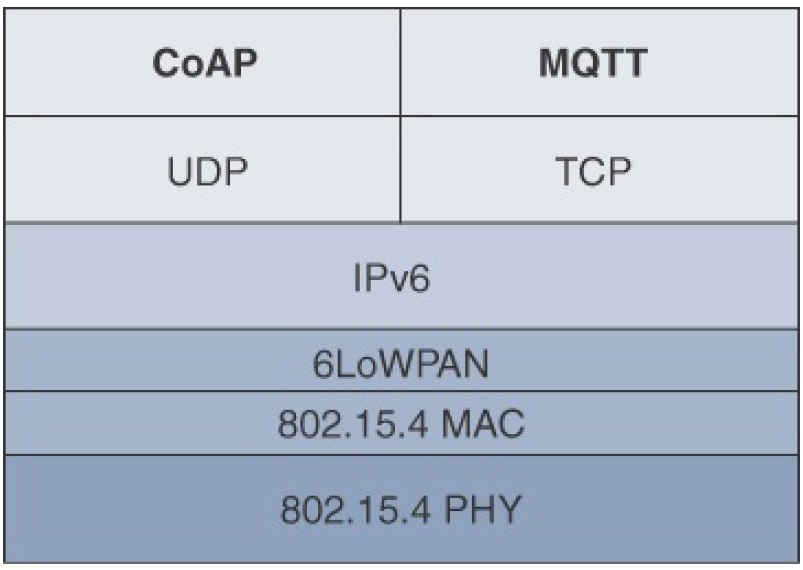 CoAP MQTT
UDP TCP
IPv6
6LoWPAN
802.15.4 MAC
802.15.4 PHY